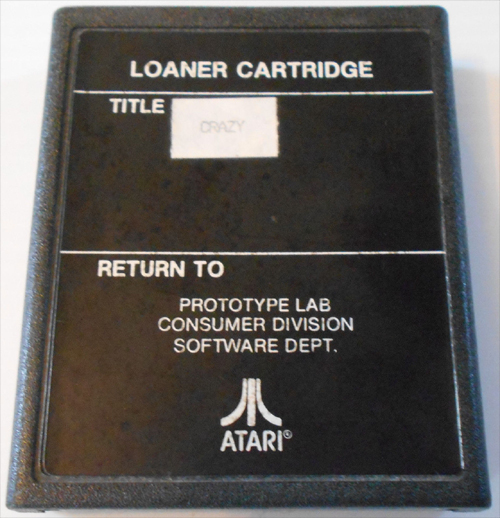 LOANER CARTRIDGE
TITLE CRAZY
RETURN TO
PROTOTYPE LAB
CONSUMER DIVISION
SOFTWARE DEPT.
ATARI®